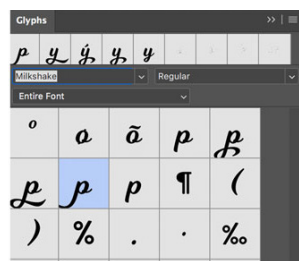 Glyphs
p y ý y y
Milkshake Regular
Entire Font
º ø ã p p
p p p ¶ (
) % . · ‰